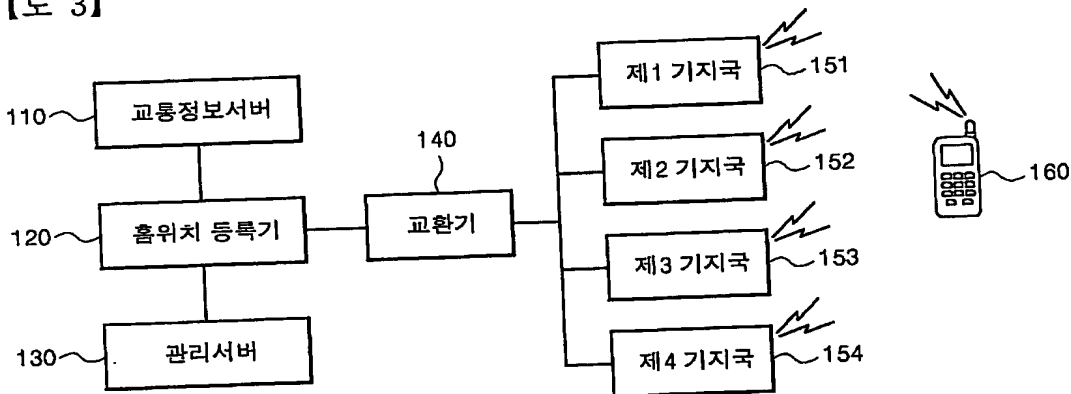 【도 3】
제1 기지국
151
110
교통정보서버
140
제2 기지국
152
160
120
홈위치 등록기
교환기
제3 기지국
153
130
관리서버
제4 기지국
154